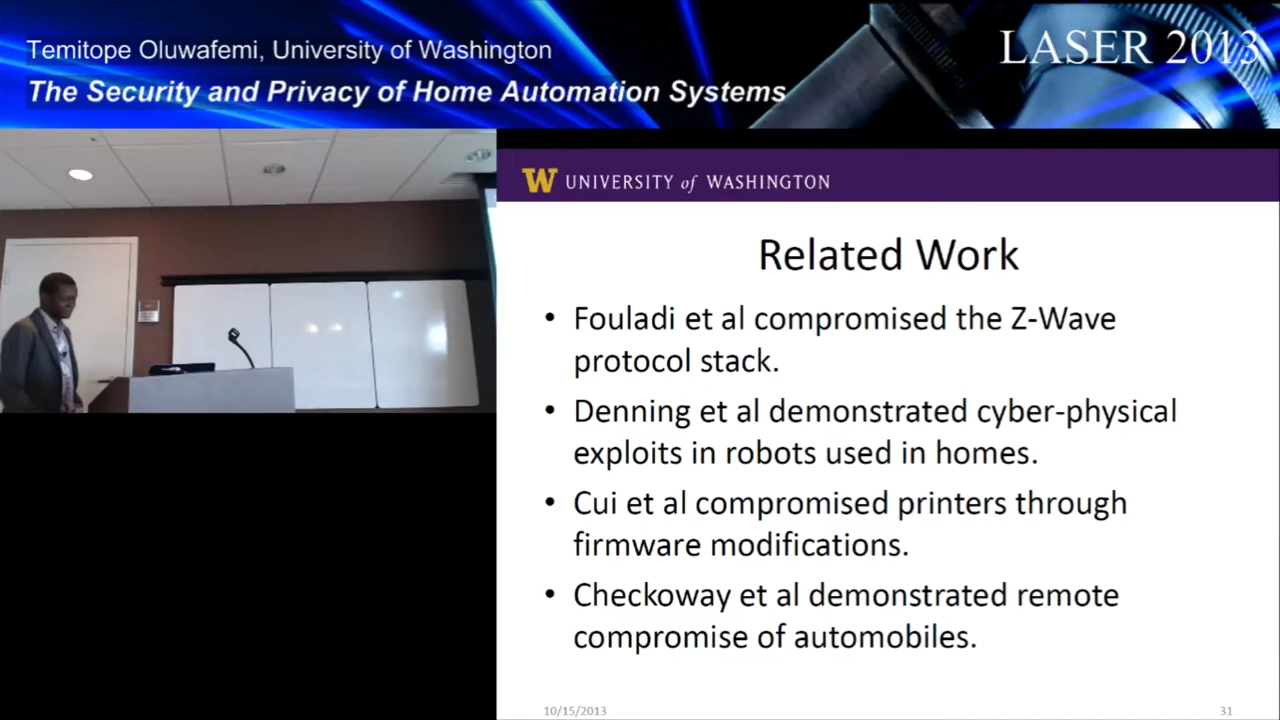 Temitope Oluwafemi, University of Washington
The Security and Privacy of Home Automation Systems
LASER 2013
W UNIVERSITY of WASHINGTON
Related Work
• Fouladi et al compromised the Z-Wave
protocol stack.
• Denning et al demonstrated cyber-physical
exploits in robots used in homes.
• Cui et al compromised printers through
firmware modifications.
• Checkoway et al demonstrated remote
compromise of automobiles.
10/15/2013
31